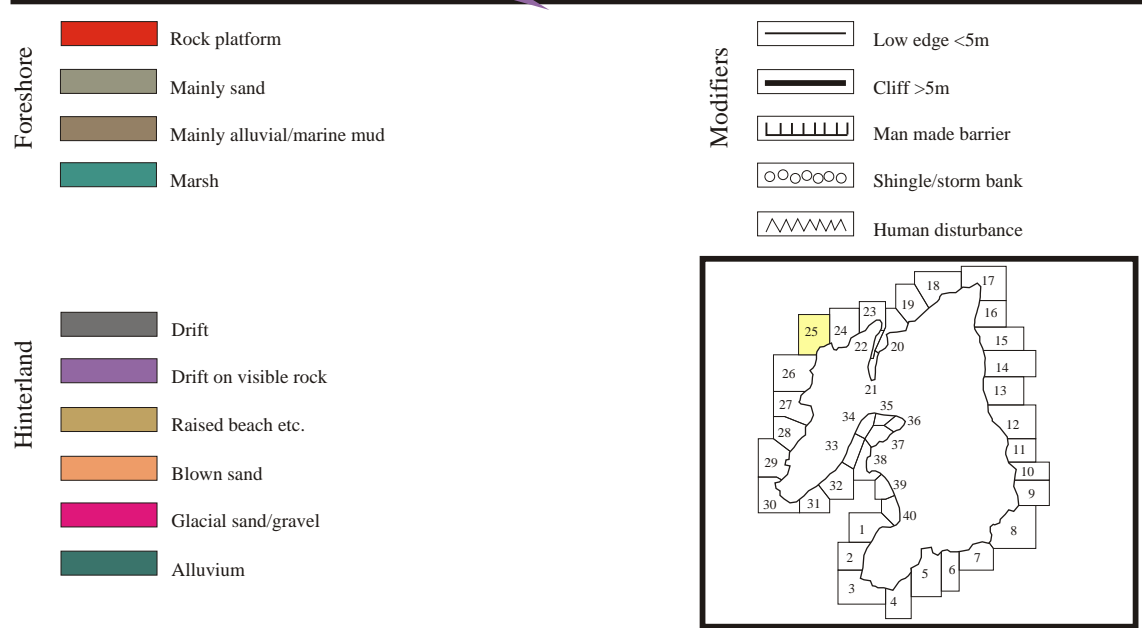 Foreshore
Rock platform
Mainly sand
Mainly alluvial/marine mud
Marsh
Modifiers
Low edge <5m
Cliff >5m
Man made barrier
Shingle/storm bank
Human disturbance
Hinterland
Drift
Drift on visible rock
Raised beach etc.
Blown sand
Glacial sand/gravel
Alluvium
17
18
19
16
23
25
24
22
20
15
26
14
21
13
27
35
34
36
12
28
37
33
11
38
29
10
32
39
9
30
31
40
1
8
2
7
5
6
3
4